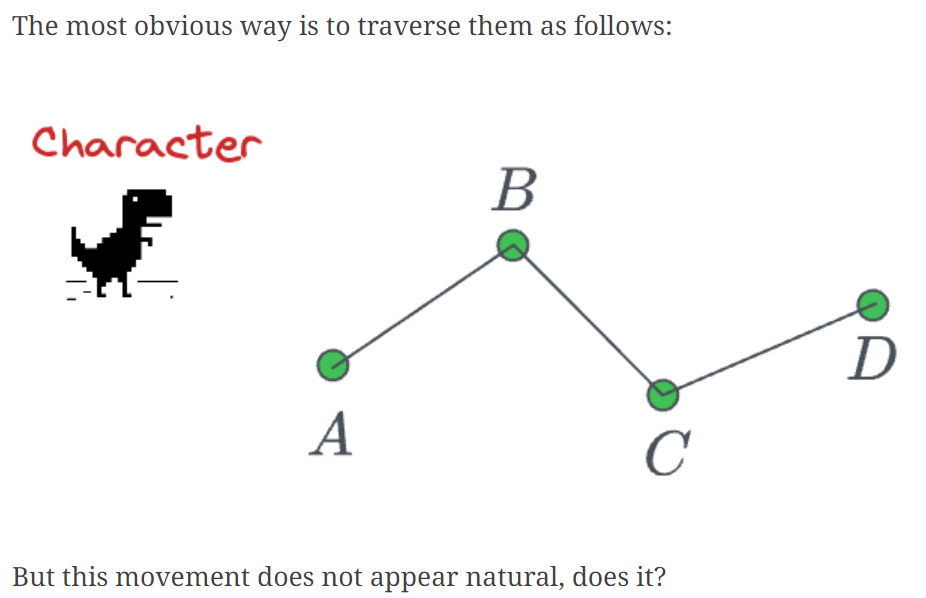 The most obvious way is to traverse them as follows:
Character
B
D
A
C
But this movement does not appear natural, does it?